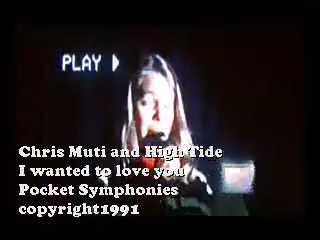 PLAY
Chris Muti and High Tide
I wanted to love you
Pocket Symphonies
copyright1991